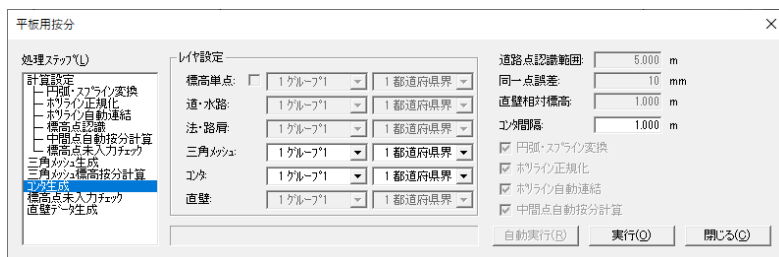 平板用按分
処理ステップ(L)
計算設定
円弧・スプライン変換
ポリライン正規化
ポリライン自動連結
標高点認識
中間点自動按分計算
標高点未入力チェック
三角メッシュ生成
三角メッシュ標高按分計算
コンタ生成
標高点未入力チェック
直壁データ生成
レイヤ設定
標高単点: 1 グループ1 1 都道府県界
道・水路: 1 グループ1 1 都道府県界
法・路肩: 1 グループ1 1 都道府県界
三角メッシュ: 1 グループ1 1 都道府県界
コンタ: 1 グループ1 1 都道府県界
直壁: 1 グループ1 1 都道府県界
道路点認識範囲: 5.000 m
同一点誤差: 10 mm
直壁相対標高: 1.000 m
コンタ間隔: 1.000 m
円弧・スプライン変換
ポリライン正規化
ポリライン自動連結
中間点自動按分計算
自動実行(R) 実行(O) 閉じる(C)